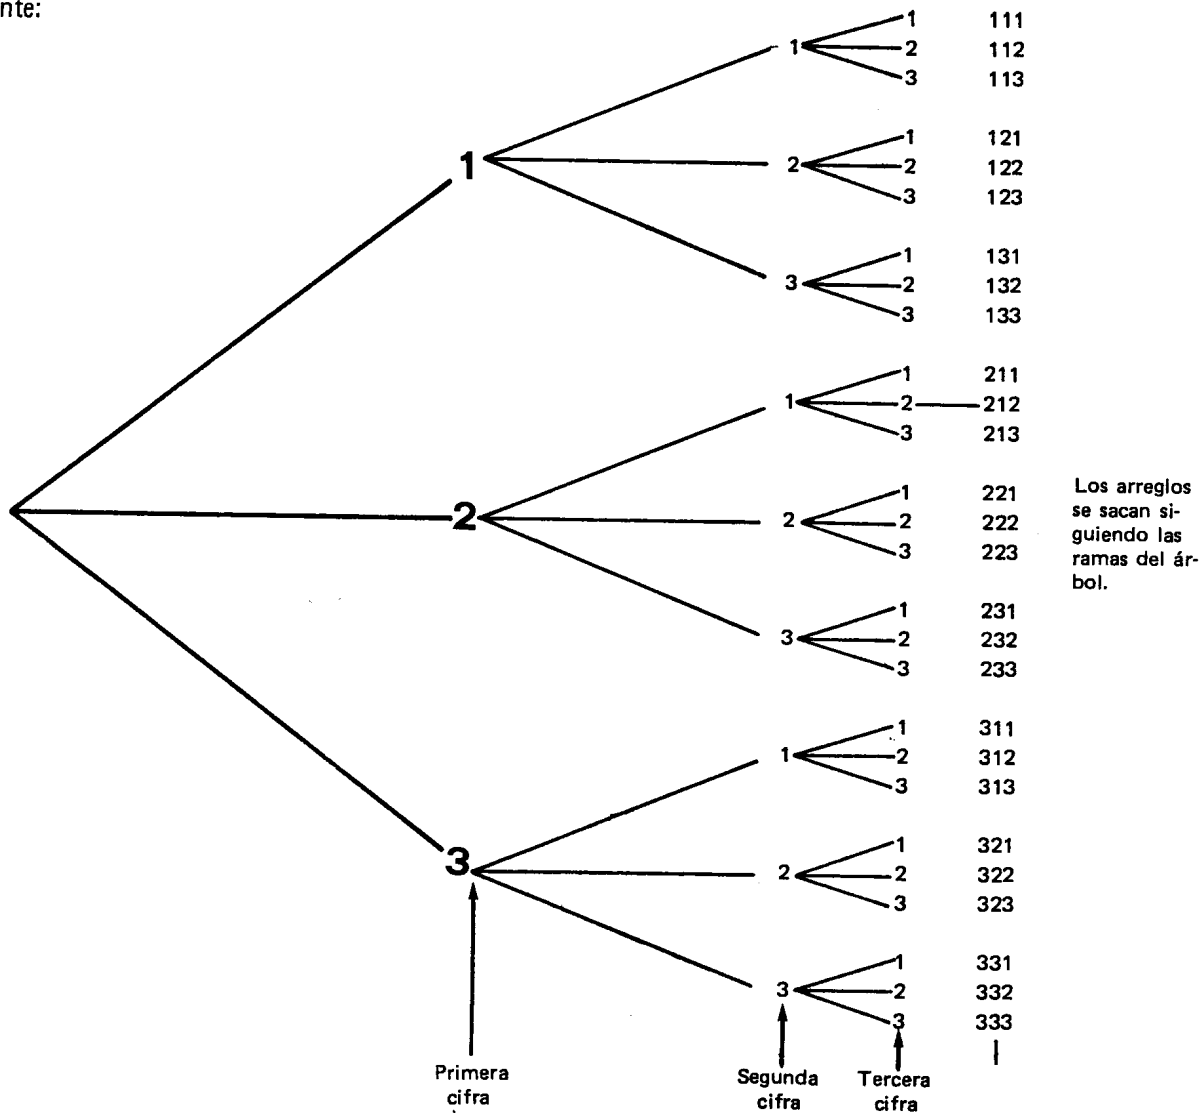 nte:
1 111
1 2 112
3 113
1 121
2 2 122
3 123
1
1 131
3 2 132
3 133
1 211
1 2 212
3 213
1 221
2 2 2 222
3 223
1 231
3 2 232
3 233
1 311
1 2 312
3 313
1 321
3 2 2 322
3 323
1 331
3 2 332
3 333
Los arreglos
se sacan si-
guiendo las
ramas del ár-
bol.
Primera
cifra
Segunda
cifra
Tercera
cifra